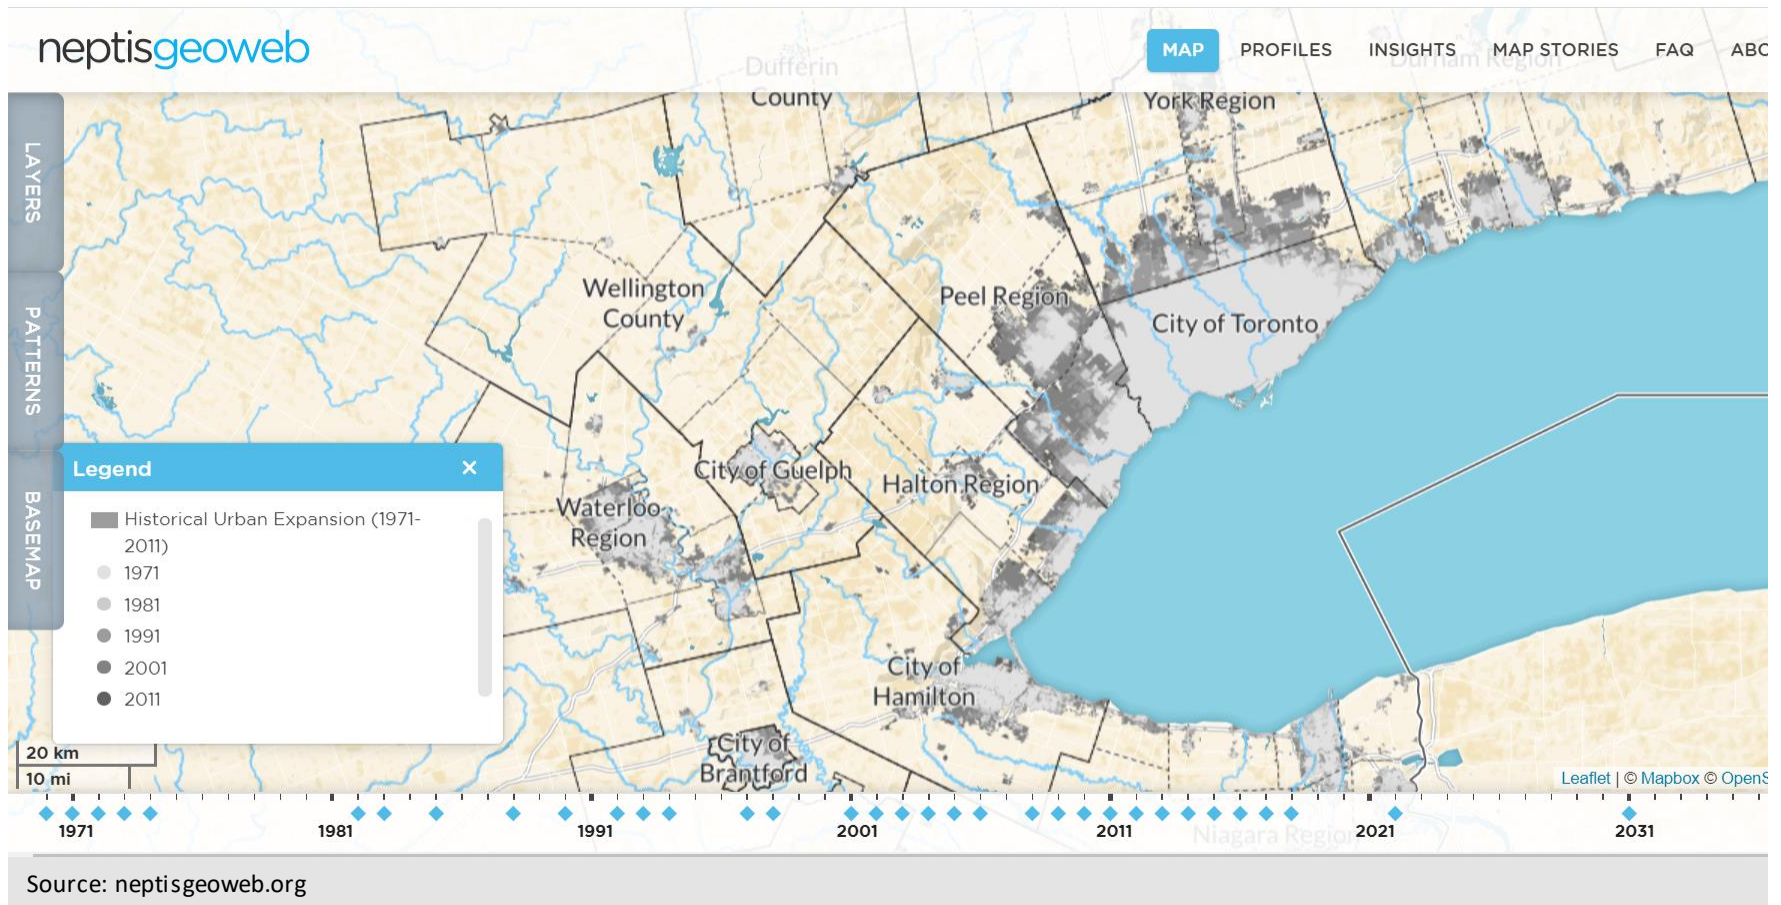 neptisgeoweb
MAP
PROFILES
INSIGHTS
MAP STORIES
FAQ
ABO
Dufferin
County
Durham Region
York Region
LAYERS
PATTERNS
BASEMAP
Wellington
County
Peel Region
City of Toronto
City of Guelph
Halton Region
Waterloo
Region
City of
Hamilton
City of
Brantford
Legend
×
Historical Urban Expansion (1971-
2011)
1971
1981
1991
2001
2011
20 km
10 mi
Leaflet | © Mapbox © OpenS
1971
1981
1991
2001
2011
2021
2031
Niagara Region
Source: neptisgeoweb.org